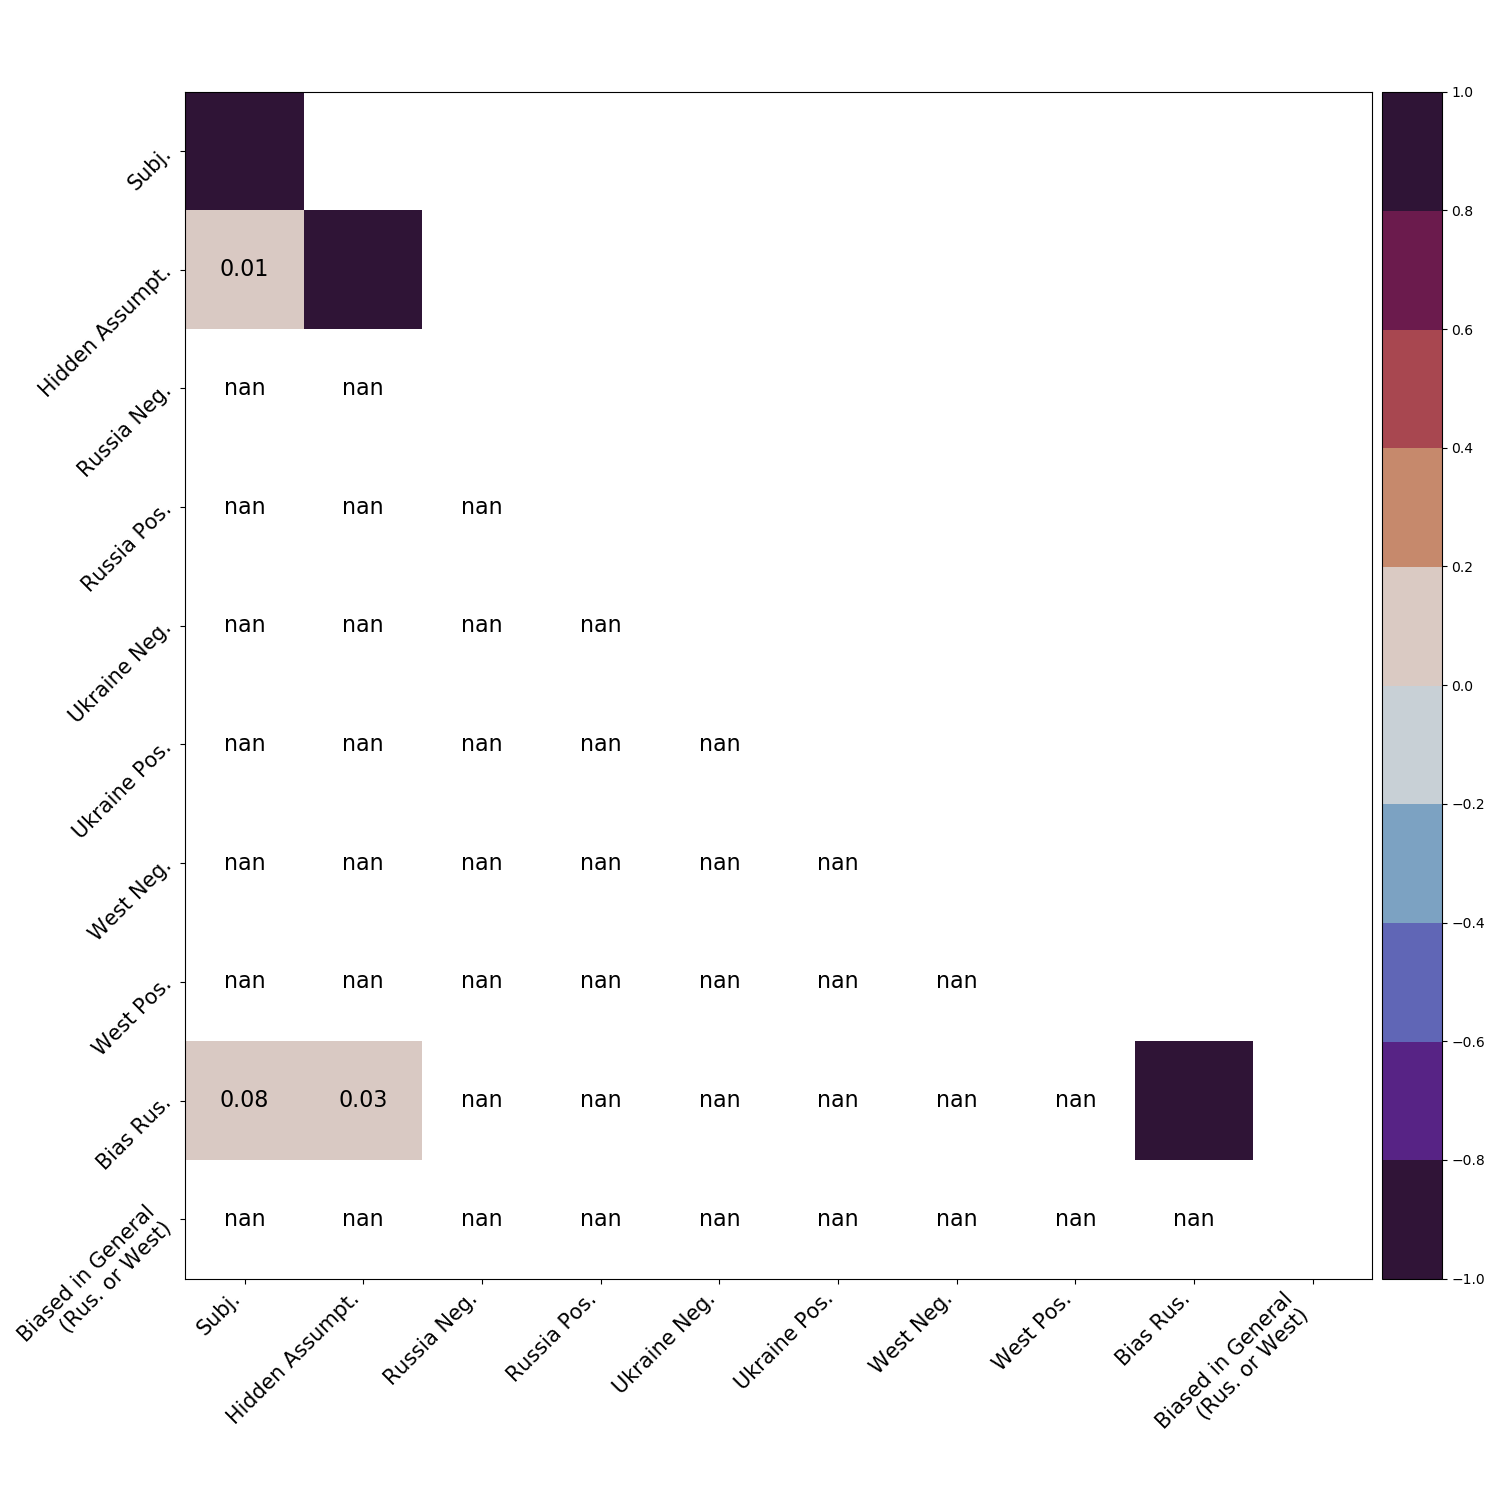 Subj.
Hidden Assumpt. 0.01
Russia Neg. nan nan
Russia Pos. nan nan nan
Ukraine Neg. nan nan nan nan
Ukraine Pos. nan nan nan nan nan
West Neg. nan nan nan nan nan nan
West Pos. nan nan nan nan nan nan nan
Bias Rus. 0.08 0.03 nan nan nan nan nan nan
Biased in General
(Rus. or West)
nan nan nan nan nan nan nan nan nan
Subj.
Hidden Assumpt.
Russia Neg.
Russia Pos.
Ukraine Neg.
Ukraine Pos.
West Neg.
West Pos.
Bias Rus.
Biased in General
(Rus. or West)
1.0
0.8
0.6
0.4
0.2
0.0
−0.2
−0.4
−0.6
−0.8
−1.0